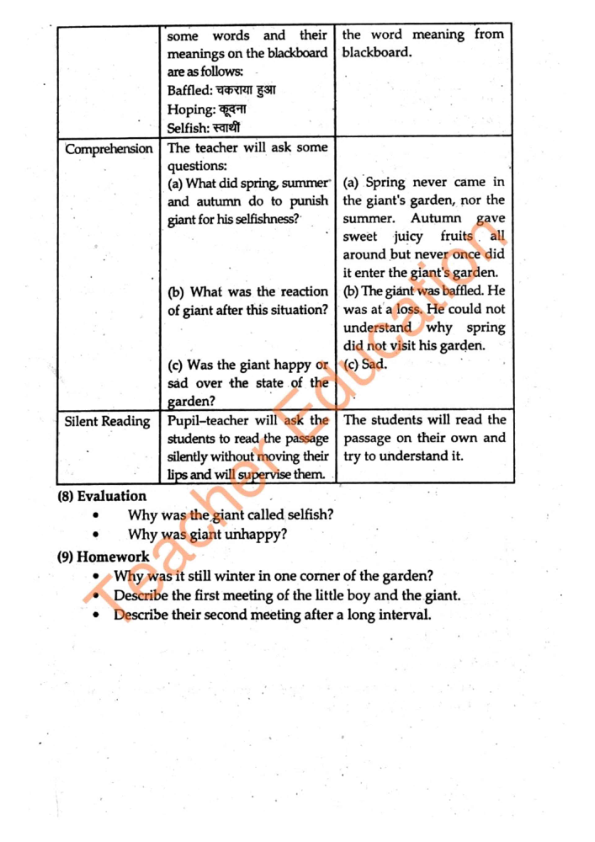 some words and their
meanings on the blackboard
are as follows:
Baffled: चकराया हुआ
Hoping: कूदना
Selfish: स्वार्थी
the word meaning from
blackboard.
Comprehension
The teacher will ask some
questions:
(a) What did spring, summer
and autumn do to punish
giant for his selfishness?
(a) Spring never came in
the giant's garden, nor the
summer. Autumn gave
sweet juicy fruits all
around but never once did
it enter the giant's garden.
(b) What was the reaction
of giant after this situation?
(b) The giant was baffled. He
was at a loss. He could not
understand why spring
did not visit his garden.
(c) Was the giant happy or
sad over the state of the
garden?
(c) Sad.
Silent Reading
Pupil–teacher will ask the
students to read the passage
silently without moving their
lips and will supervise them.
The students will read the
passage on their own and
try to understand it.
(8) Evaluation
• Why was the giant called selfish?
• Why was giant unhappy?
(9) Homework
• Why was it still winter in one corner of the garden?
• Describe the first meeting of the little boy and the giant.
• Describe their second meeting after a long interval.
Teacher Education